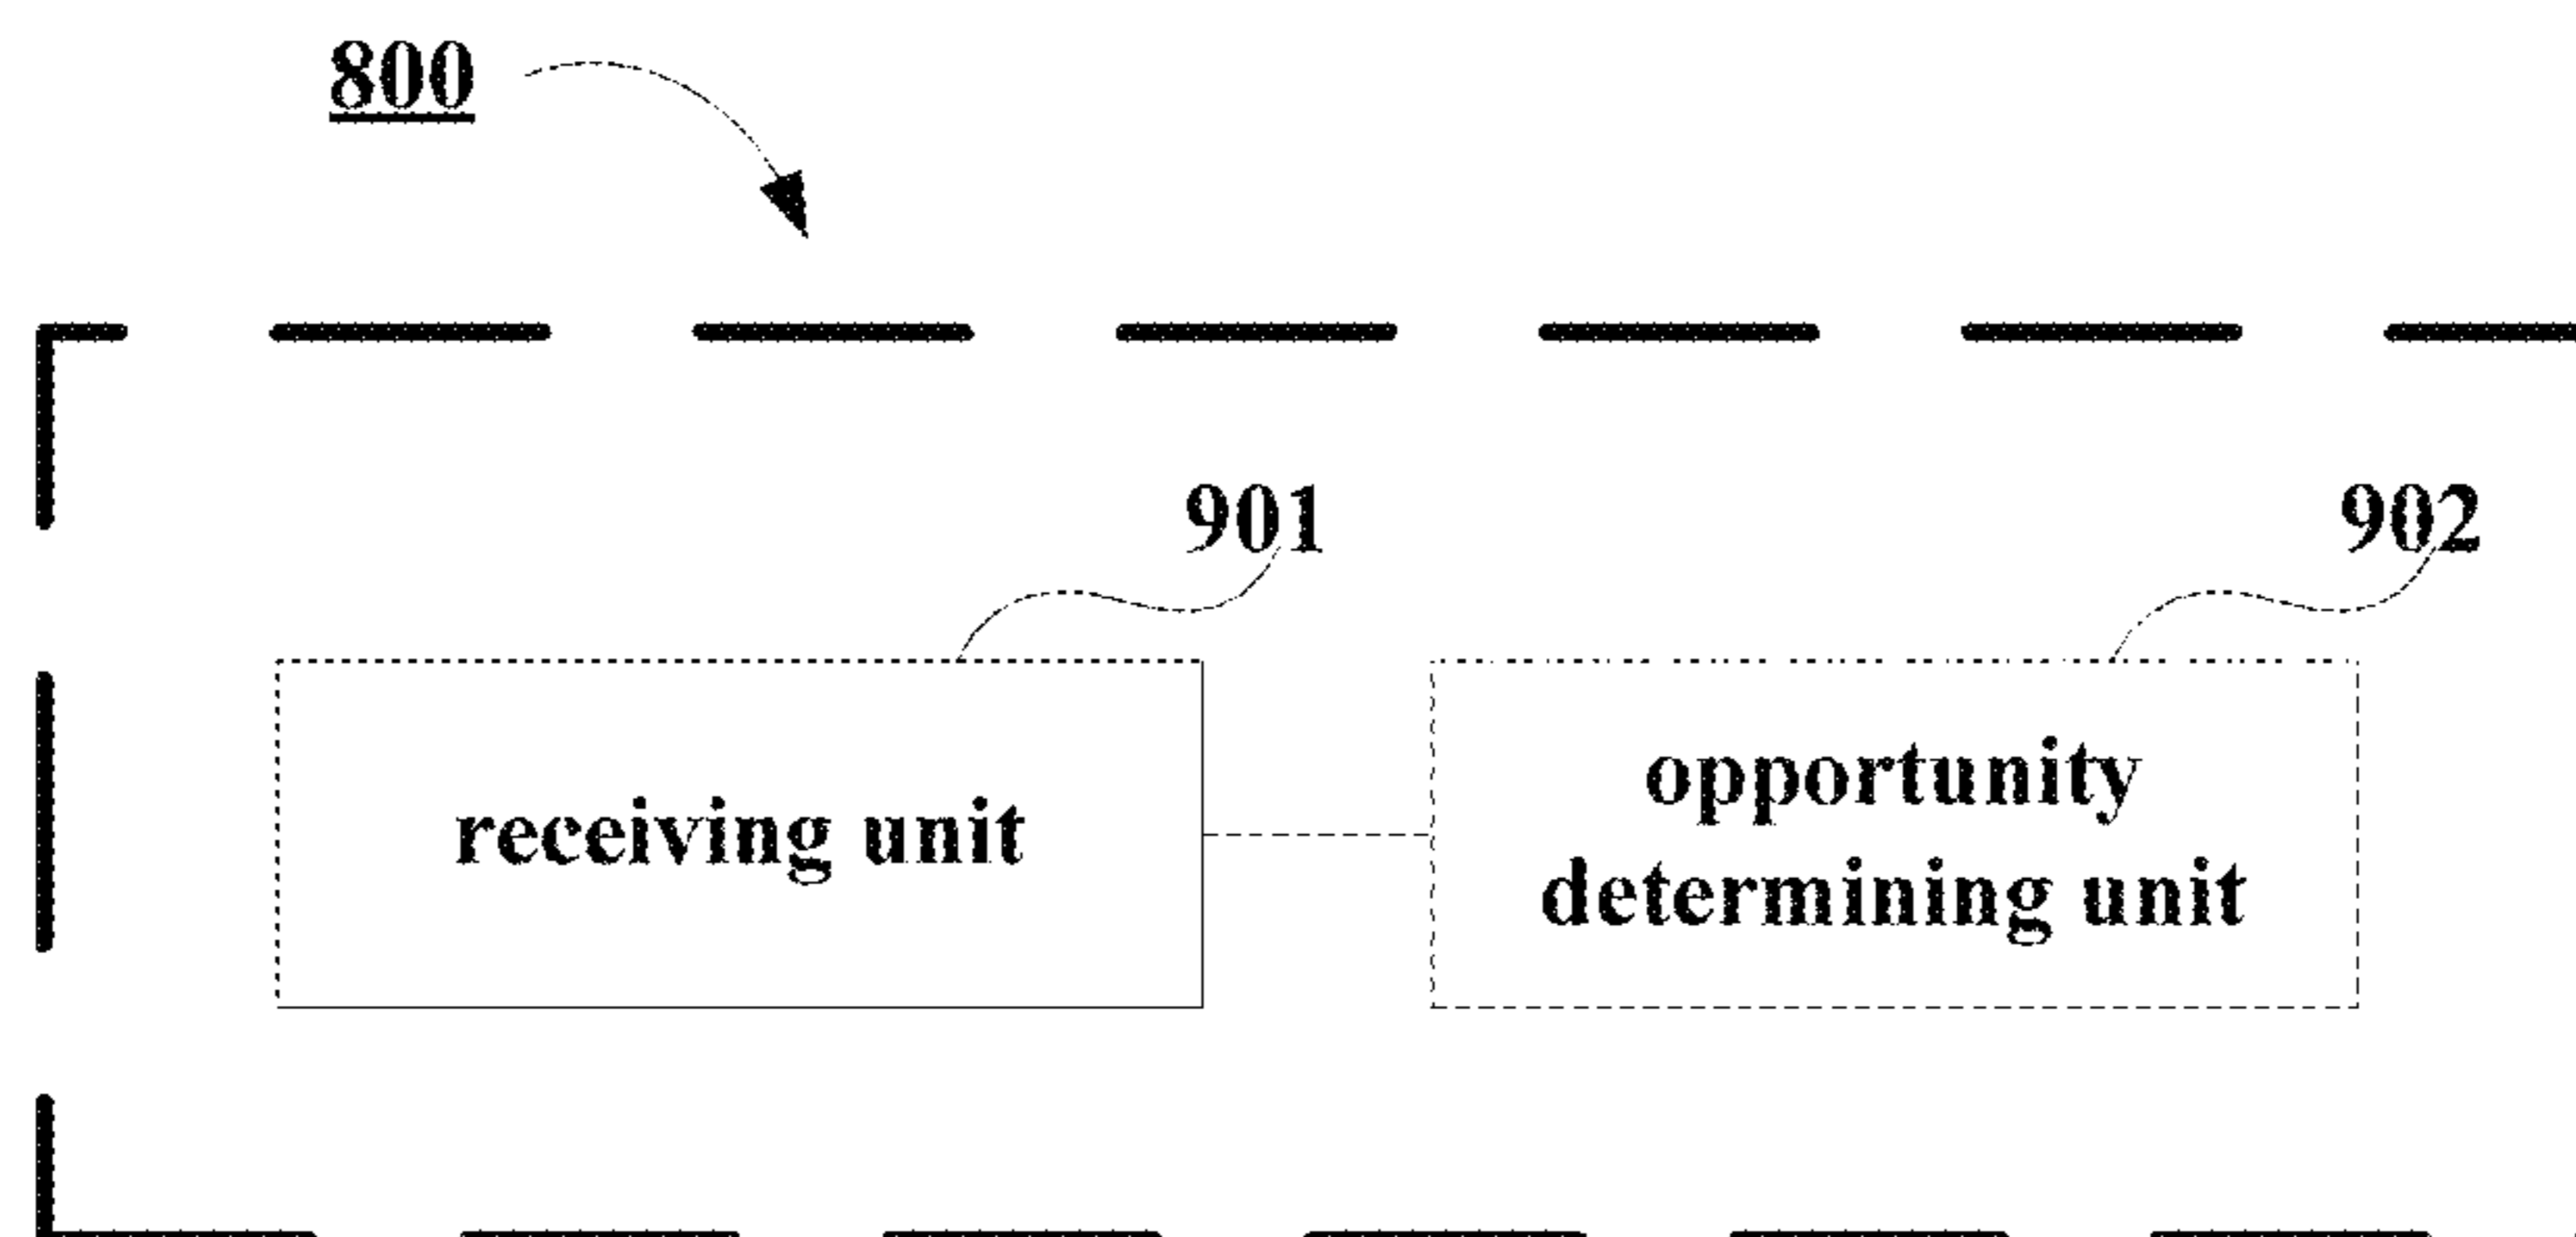 800
901
902
receiving unit
opportunity
determining unit